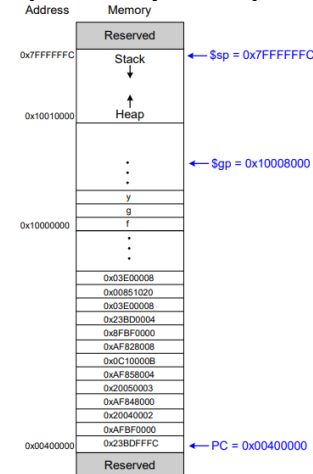 Address Memory
Reserved
0x7FFFFFFC Stack $sp = 0x7FFFFFFC
Heap
0x10010000
$gp = 0x10008000
y
g
0x10000000 f
0x03E00008
0x00851020
0x03E00008
0x23BD0004
0x8FBF0000
0xAF828008
0x0C10000B
0xAF858004
0x20050003
0xAF848000
0x20040002
0xAFBF0000
0x00400000 0x23BDFFFC PC = 0x00400000
Reserved